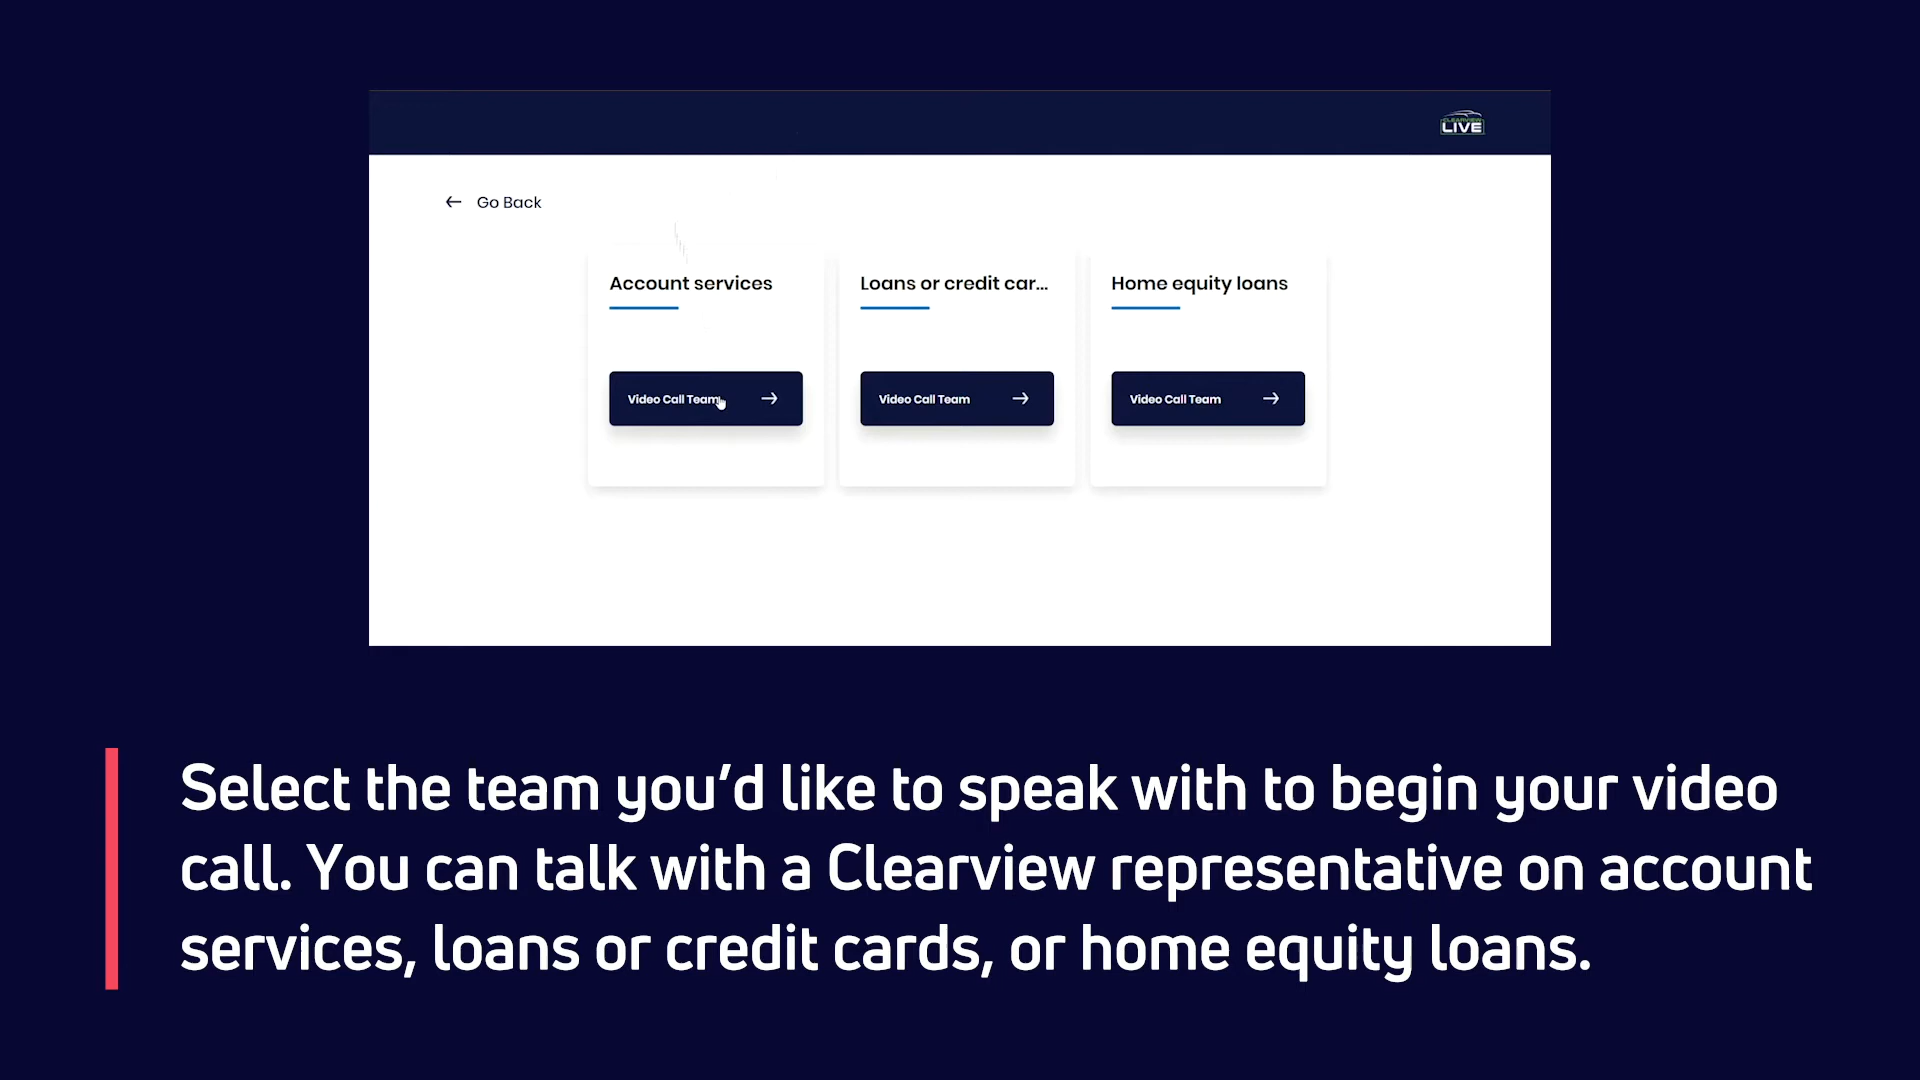 CLEARVIEW
LIVE
Go Back
Account services
Loans or credit car...
Home equity loans
Video Call Team
Video Call Team
Video Call Team
Select the team you’d like to speak with to begin your video
call. You can talk with a Clearview representative on account
services, loans or credit cards, or home equity loans.